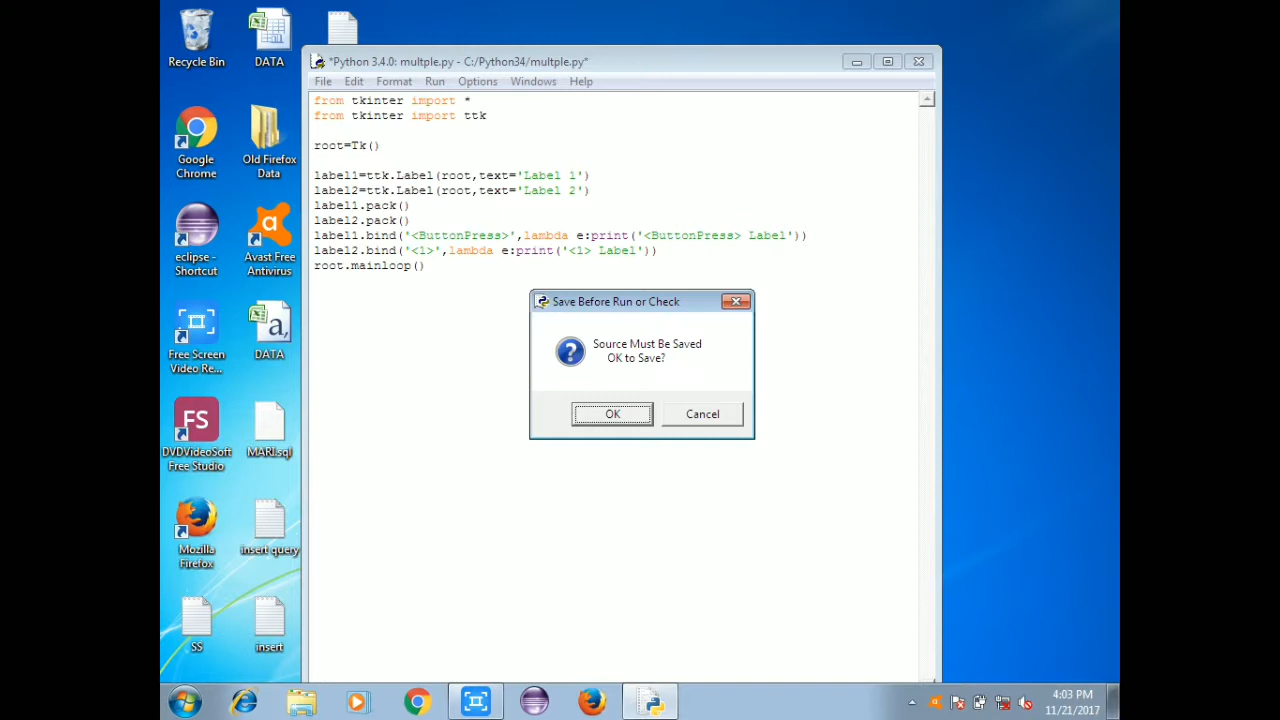 Recycle Bin
DATA
Google
Chrome
Old Firefox
Data
eclipse -
Shortcut
Avast Free
Antivirus
Free Screen
Video Re...
DATA
FS
DVDVideoSoft
Free Studio
MARI.sql
Mozilla
Firefox
insert query
SS
insert
*Python 3.4.0: multple.py - C:/Python34/multple.py*
File Edit Format Run Options Windows Help
from tkinter import *
from tkinter import ttk
root=Tk()
label1=ttk.Label(root,text='Label 1')
label2=ttk.Label(root,text='Label 2')
label1.pack()
label2.pack()
label1.bind('<ButtonPress>',lambda e:print('<ButtonPress> Label'))
label2.bind('<1>',lambda e:print('<1> Label'))
root.mainloop()
Save Before Run or Check
Source Must Be Saved
OK to Save?
OK Cancel
4:03 PM
11/21/2017